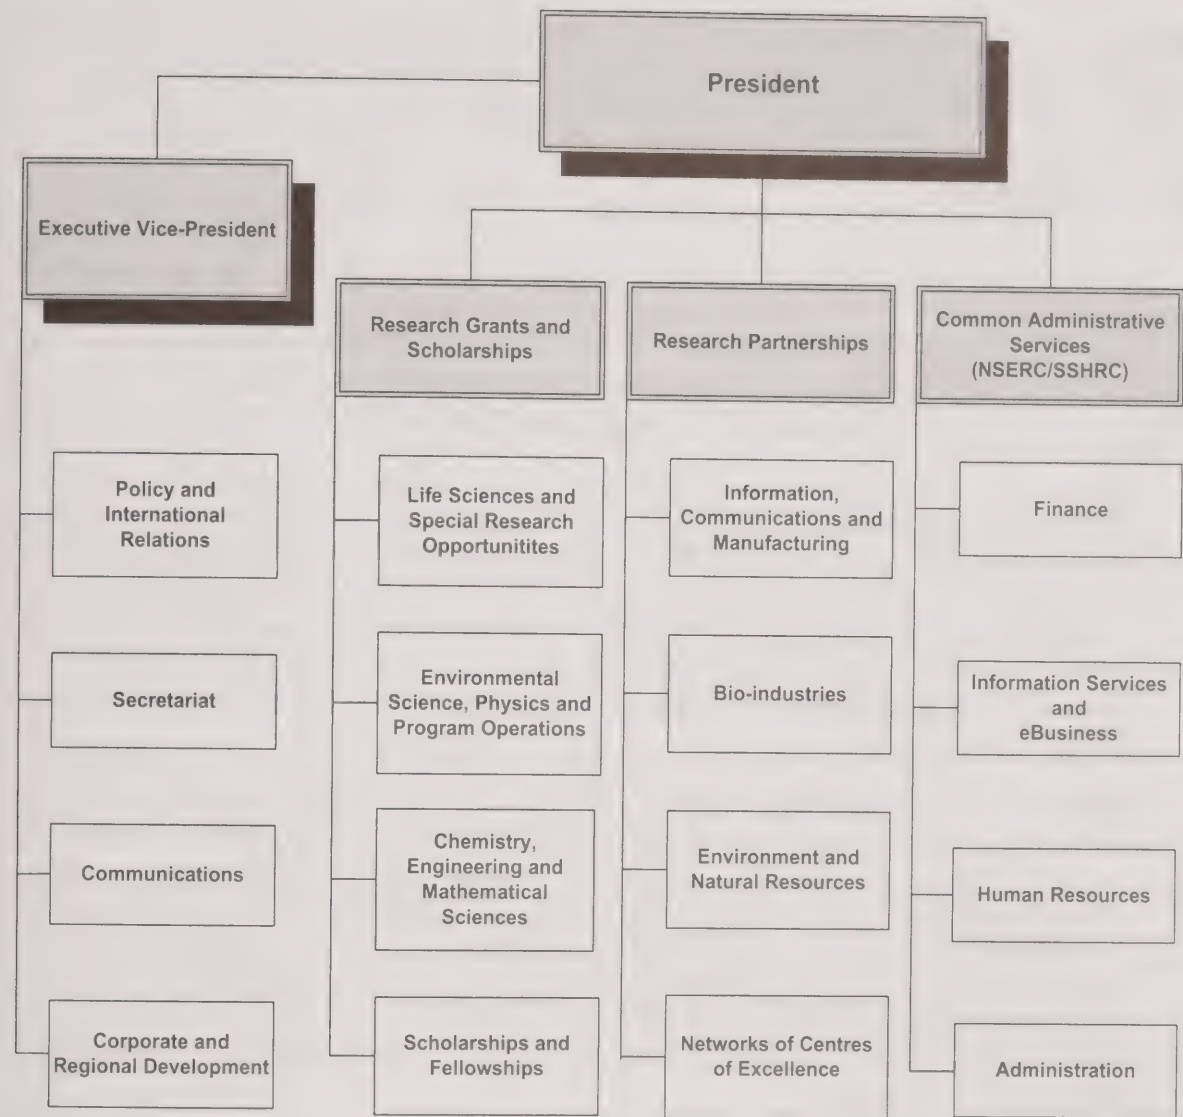 President
Executive Vice-President
Research Grants and
Scholarships
Research Partnerships
Common Administrative
Services
(NSERC/SSHRC)
Policy and
International
Relations
Secretariat
Communications
Corporate and
Regional Development
Life Sciences and
Special Research
Opportunitites
Environmental
Science, Physics and
Program Operations
Chemistry,
Engineering and
Mathematical
Sciences
Scholarships and
Fellowships
Information,
Communications and
Manufacturing
Bio-industries
Environment and
Natural Resources
Networks of Centres
of Excellence
Finance
Information Services
and
eBusiness
Human Resources
Administration